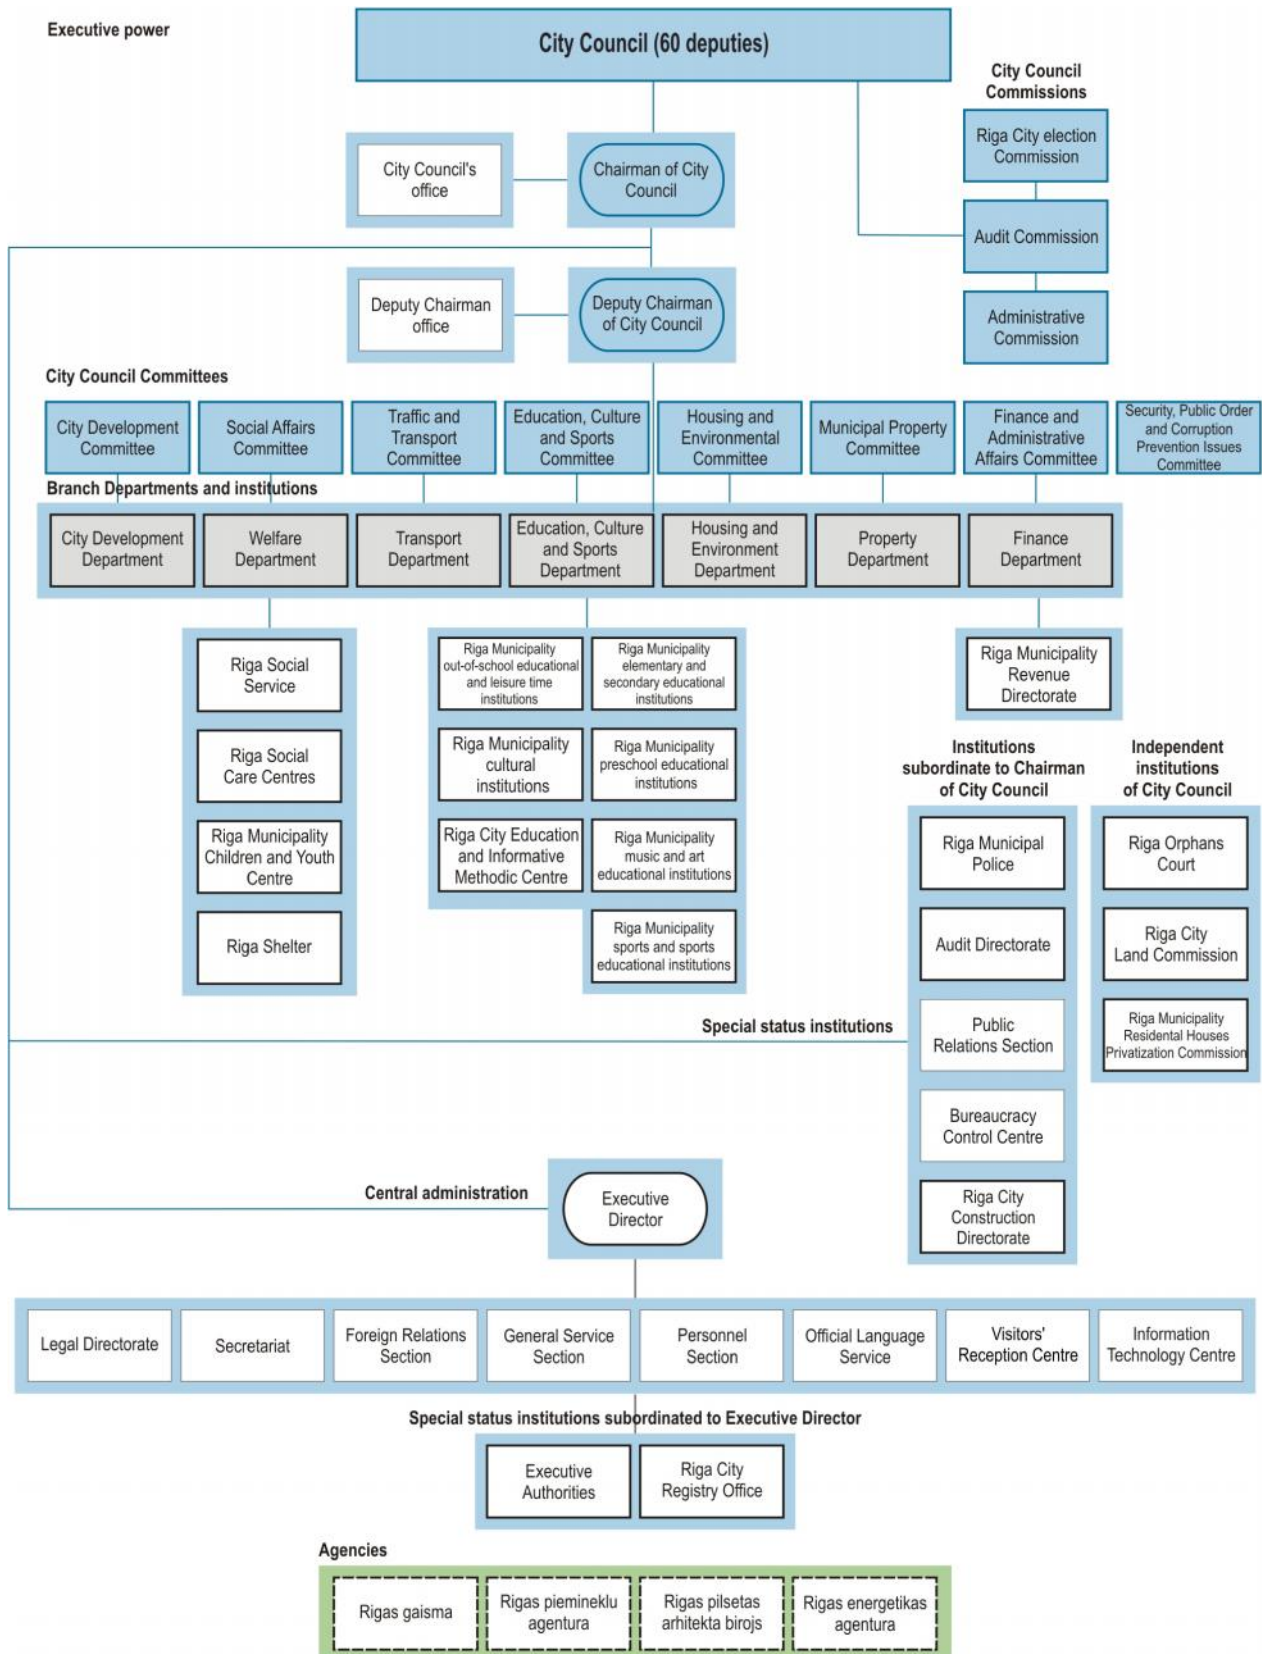 Executive power
City Council (60 deputies)
City Council
Commissions
Riga City election
Commission
City Council's
office
Chairman of City
Council
Audit Commission
Deputy Chairman
office
Deputy Chairman
of City Council
Administrative
Commission
City Council Committees
City Development
Committee
Social Affairs
Committee
Traffic and
Transport
Committee
Education, Culture
and Sports
Committee
Housing and
Environmental
Committee
Municipal Property
Committee
Finance and
Administrative
Affairs Committee
Security, Public Order
and Corruption
Prevention Issues
Committee
Branch Departments and institutions
City Development
Department
Welfare
Department
Transport
Department
Education, Culture
and Sports
Department
Housing and
Environment
Department
Property
Department
Finance
Department
Riga Social
Service
Riga Social
Care Centres
Riga Municipality
Children and Youth
Centre
Riga Shelter
Riga Municipality
out-of-school educational
and leisure time
institutions
Riga Municipality
elementary and
secondary educational
institutions
Riga Municipality
cultural
institutions
Riga Municipality
preschool educational
institutions
Riga City Education
and Informative
Methodic Centre
Riga Municipality
music and art
educational institutions
Riga Municipality
sports and sports
educational institutions
Riga Municipality
Revenue
Directorate
Institutions
subordinate to Chairman
of City Council
Independent
institutions
of City Council
Riga Municipal
Police
Audit Directorate
Public
Relations Section
Bureaucracy
Control Centre
Riga City
Construction
Directorate
Riga Orphans
Court
Riga City
Land Commission
Riga Municipality
Residental Houses
Privatization Commission
Special status institutions
Central administration
Executive
Director
Legal Directorate
Secretariat
Foreign Relations
Section
General Service
Section
Personnel
Section
Official Language
Service
Visitors'
Reception Centre
Information
Technology Centre
Special status institutions subordinated to Executive Director
Executive
Authorities
Riga City
Registry Office
Agencies
Rigas gaisma
Rigas piemineklu
agentura
Rigas pilsetas
arhitekta birojs
Rigas energetikas
agentura